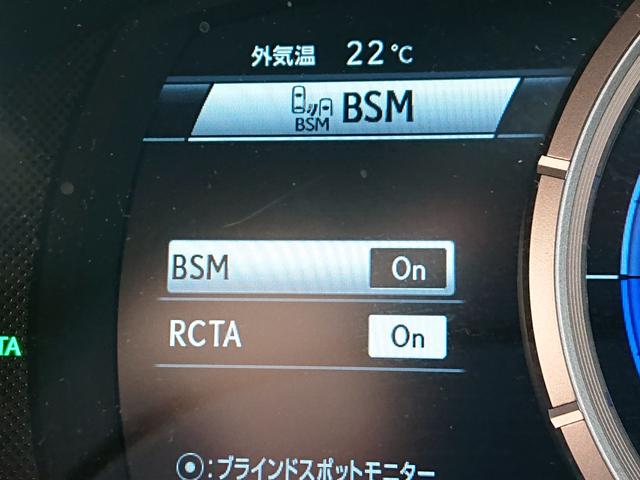 外気温 22℃
BSM BSM
BSM On
RCTA On
TA
◉:ブラインドスポットモニター